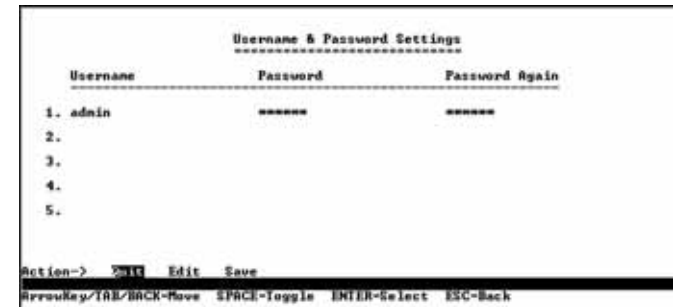 Username & Password Settings
Username Password Password Again
1. admin ****** ******
2.
3.
4.
5.
Action-> Quit Edit Save
ArrowKey/TAB/BACK-Move SPACE-Toggle ENTER-Select ESC-Back